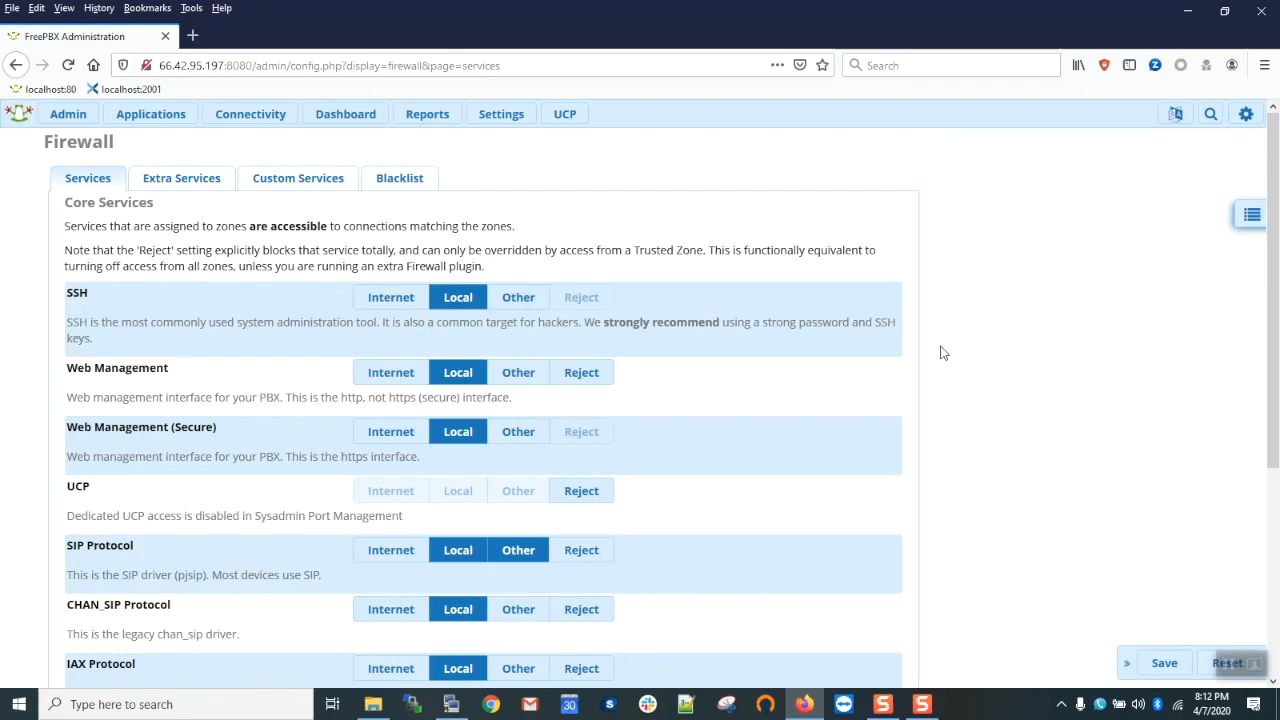 File Edit View History Bookmarks Tools Help
FreePBX Administration
66.42.95.197:8080/admin/config.php?display=firewall&page=services
Search
localhost:80 localhost:2001
Admin Applications Connectivity Dashboard Reports Settings UCP
Firewall
Services Extra Services Custom Services Blacklist
Core Services
Services that are assigned to zones are accessible to connections matching the zones.
Note that the 'Reject' setting explicitly blocks that service totally, and can only be overridden by access from a Trusted Zone. This is functionally equivalent to
turning off access from all zones, unless you are running an extra Firewall plugin.
SSH Internet Local Other Reject
SSH is the most commonly used system administration tool. It is also a common target for hackers. We strongly recommend using a strong password and SSH
keys.
Web Management Internet Local Other Reject
Web management interface for your PBX. This is the http, not https (secure) interface.
Web Management (Secure) Internet Local Other Reject
Web management interface for your PBX. This is the https interface.
UCP Internet Local Other Reject
Dedicated UCP access is disabled in Sysadmin Port Management
SIP Protocol Internet Local Other Reject
This is the SIP driver (pjsip). Most devices use SIP.
CHAN_SIP Protocol Internet Local Other Reject
This is the legacy chan_sip driver.
IAX Protocol Internet Local Other Reject
» Save Reset
Type here to search
8:12 PM
4/7/2020